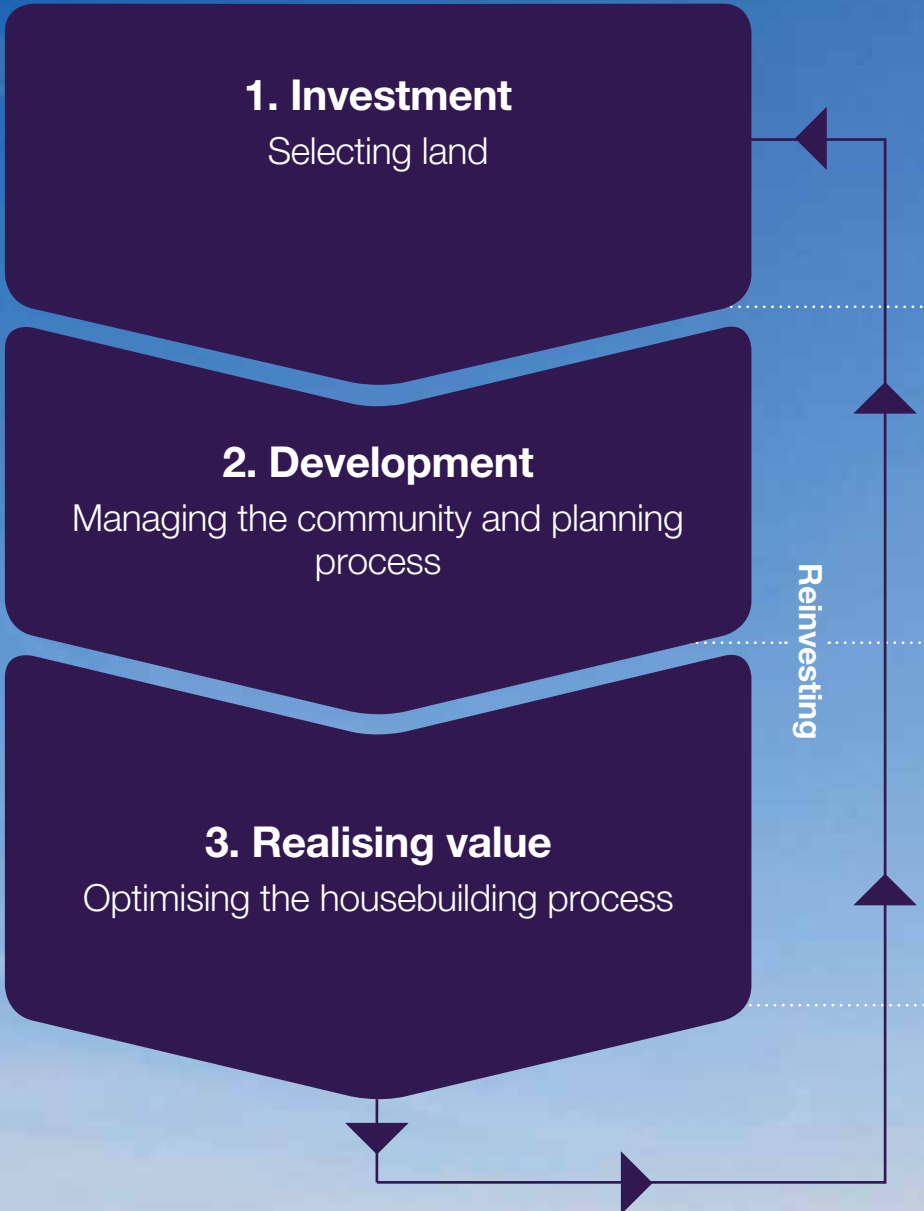 1. Investment
Selecting land
2. Development
Managing the community and planning
process
Reinvesting
3. Realising value
Optimising the housebuilding process